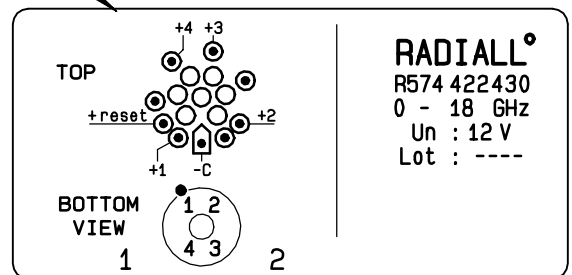 +4 +3
TOP
+reset
+2
+1 -C
BOTTOM
VIEW
1 2
4 3
1 2
RADIALL°
R574 422430
0 - 18 GHz
Un : 12 V
Lot : ----